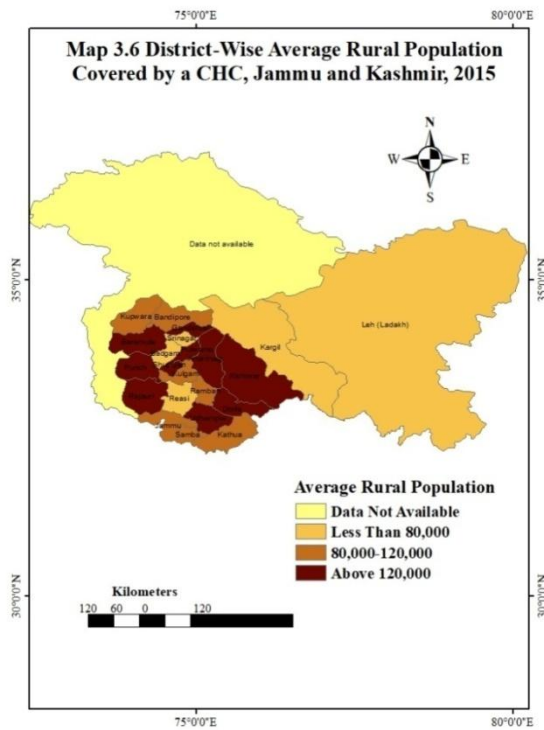 75°0'0"E
80°0'0"E
Map 3.6 District-Wise Average Rural Population
Covered by a CHC, Jammu and Kashmir, 2015
N
W
E
S
Data not available
35°0'0"N
35°0'0"N
Kupwara
Bandipore
Srinagar
Leh (Ladakh)
Kargil
Ramban
Reasi
Jammu
Samba
Kathua
Average Rural Population
Data Not Available
Less Than 80,000
80,000-120,000
Above 120,000
Kilometers
120 60 0 120
30°0'0"N
30°0'0"N
75°0'0"E
80°0'0"E